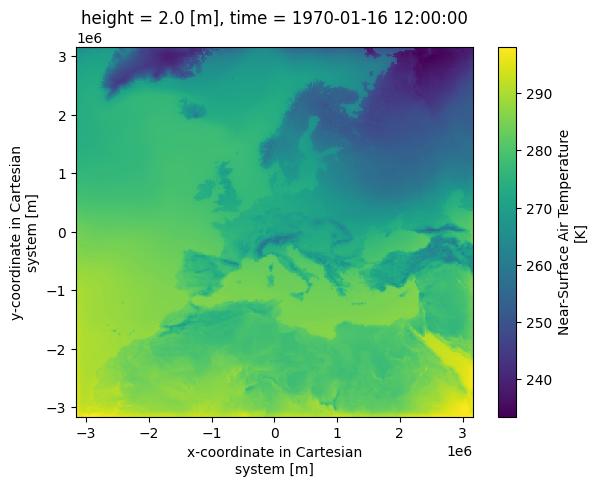 height = 2.0 [m], time = 1970-01-16 12:00:00
1e6
3
2
1
0
−1
−2
−3
y-coordinate in Cartesian
system [m]
−3
−2
−1
0
1
2
3
1e6
x-coordinate in Cartesian
system [m]
290
280
270
260
250
240
Near-Surface Air Temperature
[K]